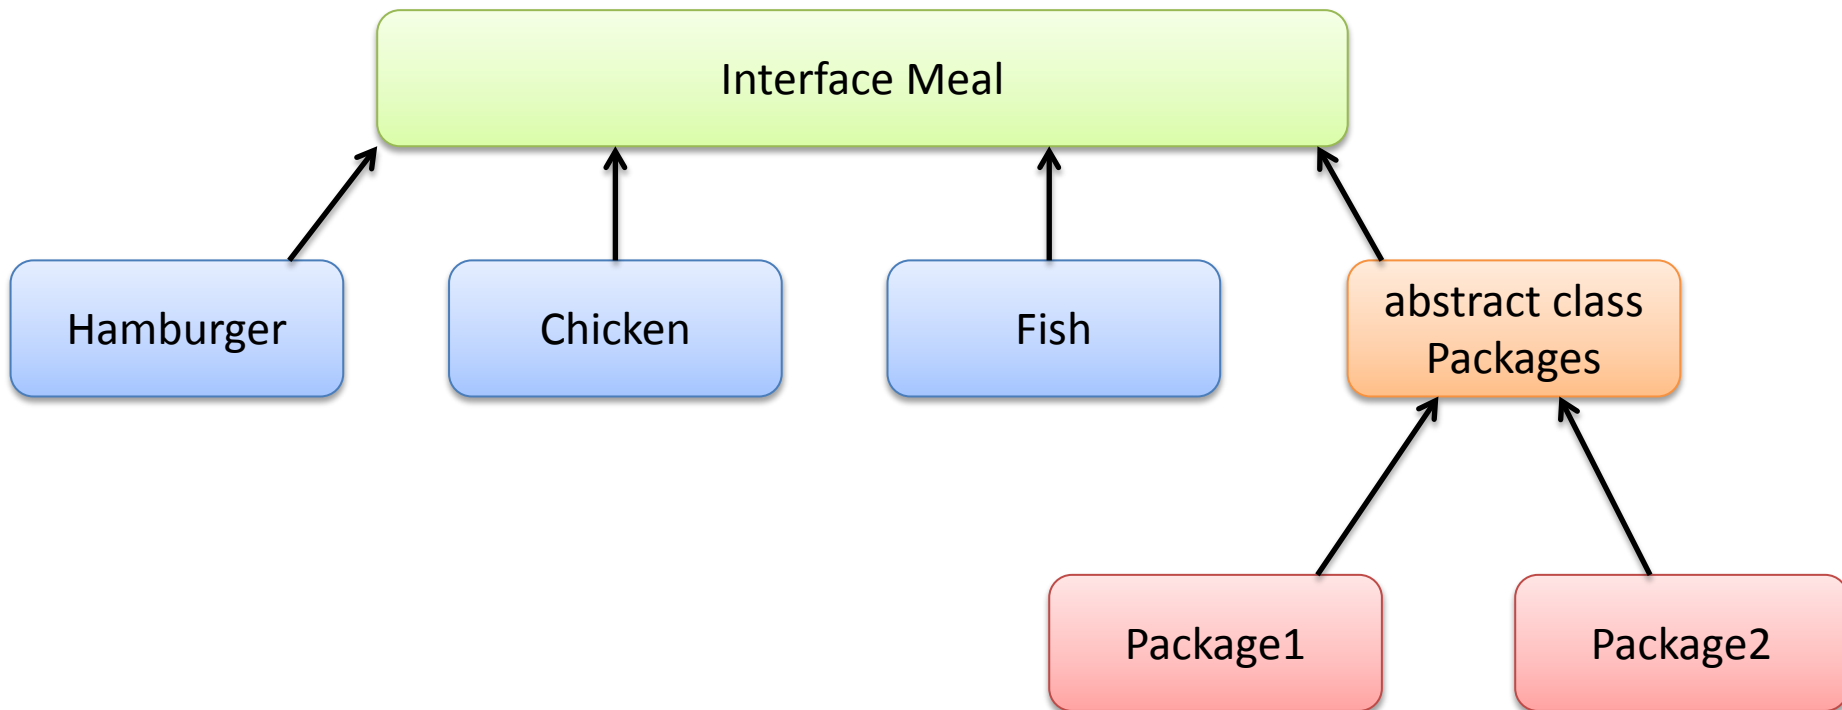 Interface Meal
Hamburger
Chicken
Fish
abstract class
Packages
Package1
Package2